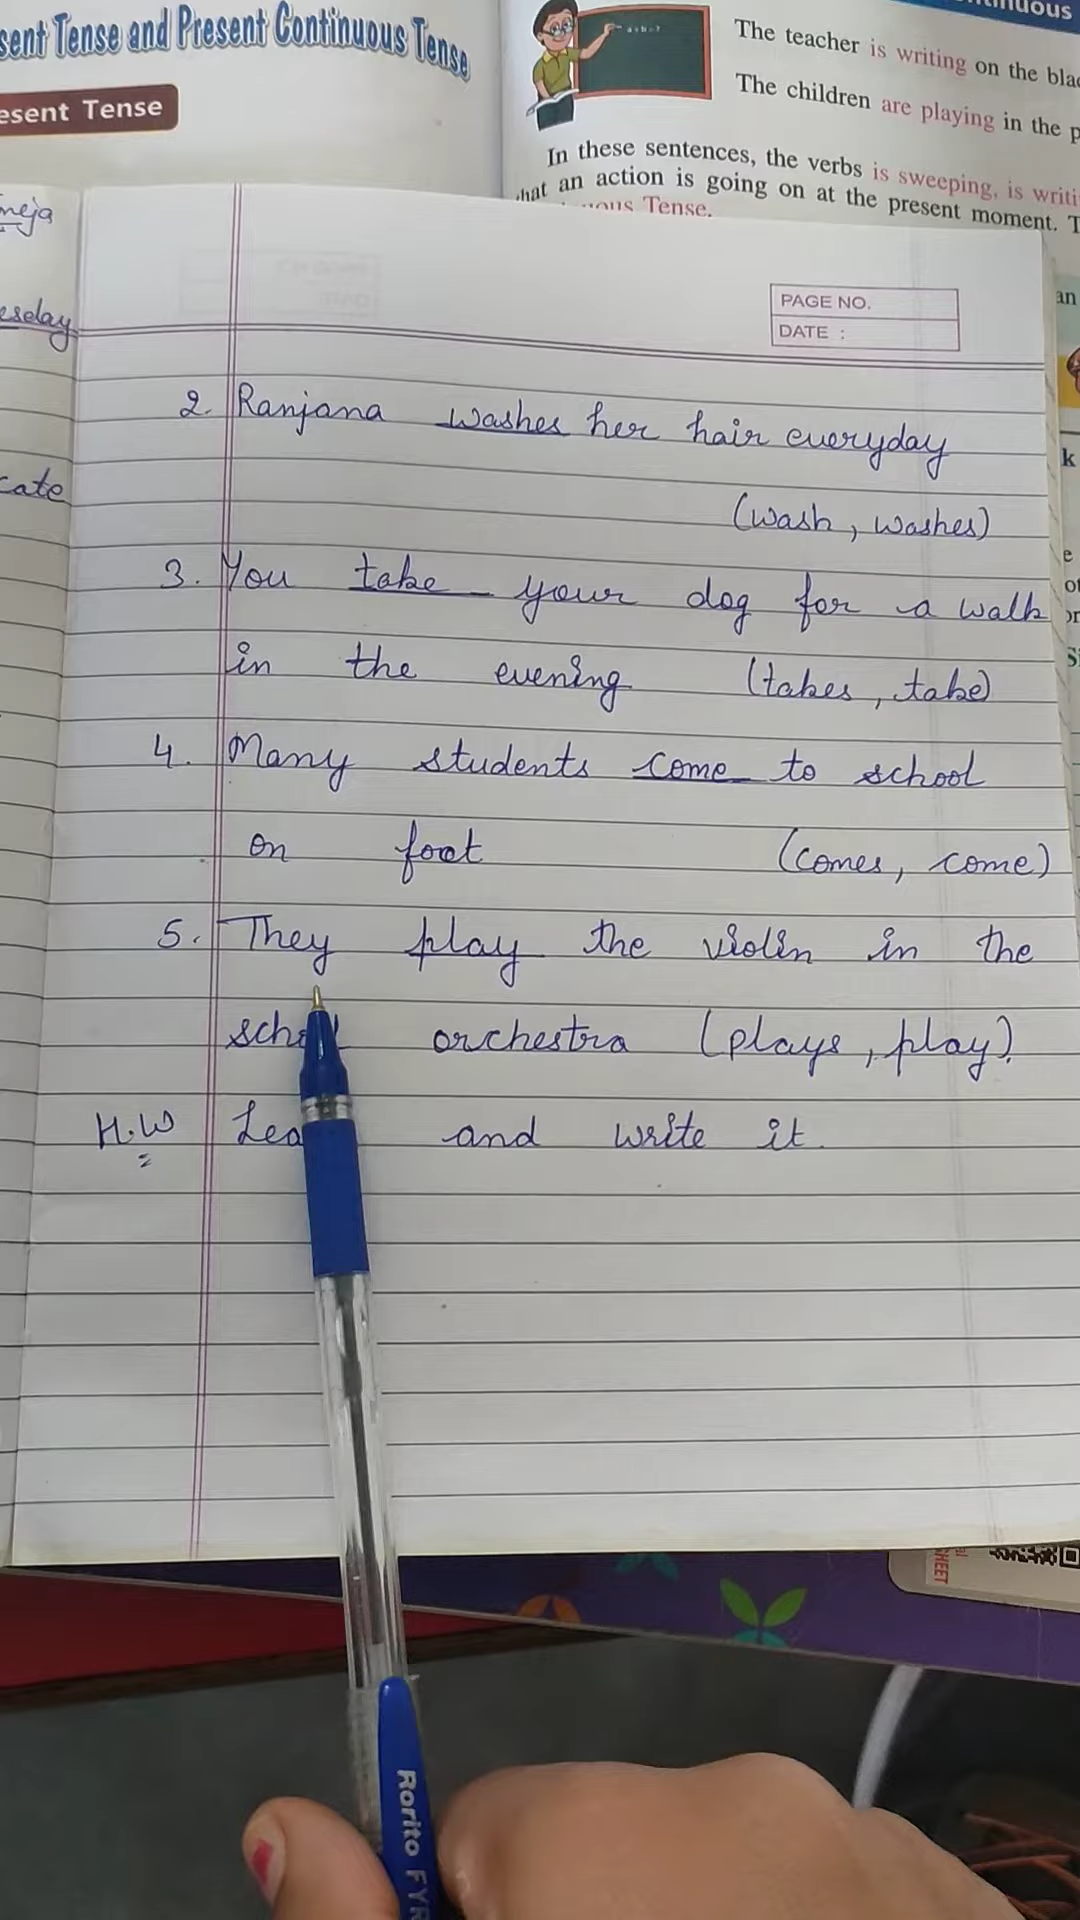 sent Tense and Present Continuous Tense
esent Tense
The teacher is writing on the
The children are playing in the
In these sentences, the verbs is sweeping, is
that an action is going on at the present moment.
Tense.
PAGE NO.
DATE :
2. Ranjana washes her hair everyday
(wash, washes)
3. You take your dog for a walk
in the evening (takes, take)
4. Many students come to school
on foot (comes, come)
5. They play the violin in the
school orchestra (plays, play).
H.W and write it.
Rorito